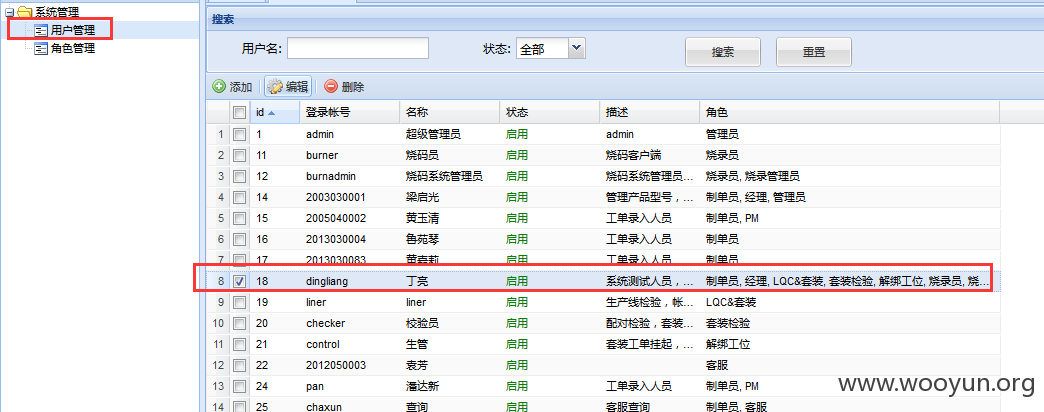 系统管理
用户管理
角色管理
搜索
用户名: 状态: 全部 搜索 重置
添加 编辑 删除
id 登录帐号 名称 状态 描述 角色
1 1 admin 超级管理员 启用 admin 管理员
2 11 burner 烧码员 启用 烧码客户端 烧录员
3 12 burnadmin 烧码系统管理员 启用 烧码系统管理员... 烧录员, 烧录管理员
4 14 2003030001 梁启光 启用 管理产品型号，... 制单员, 经理, 管理员
5 15 2005040002 黄玉清 启用 工单录入人员 制单员, PM
6 16 2013030004 鲁苑琴 启用 工单录入人员 制单员
7 17 2013030083 黄春莉 启用 工单录入人员 制单员
8 18 dingliang 丁亮 启用 系统测试人员，... 制单员, 经理, LQC&套装, 套装检验, 解绑工位, 烧录员, 烧...
9 19 liner liner 启用 生产线检验，帐... LQC&套装
10 20 checker 校验员 启用 配对检验，套装... 套装检验
11 21 control 生管 启用 套装工单挂起，... 解绑工位
12 22 2012050003 袁芳 启用 客服
13 24 pan 潘达新 启用 工单录入人员 制单员, PM
14 25 chaxun 查询 启用 客服查询 制单员, 客服
www.wooyun.org